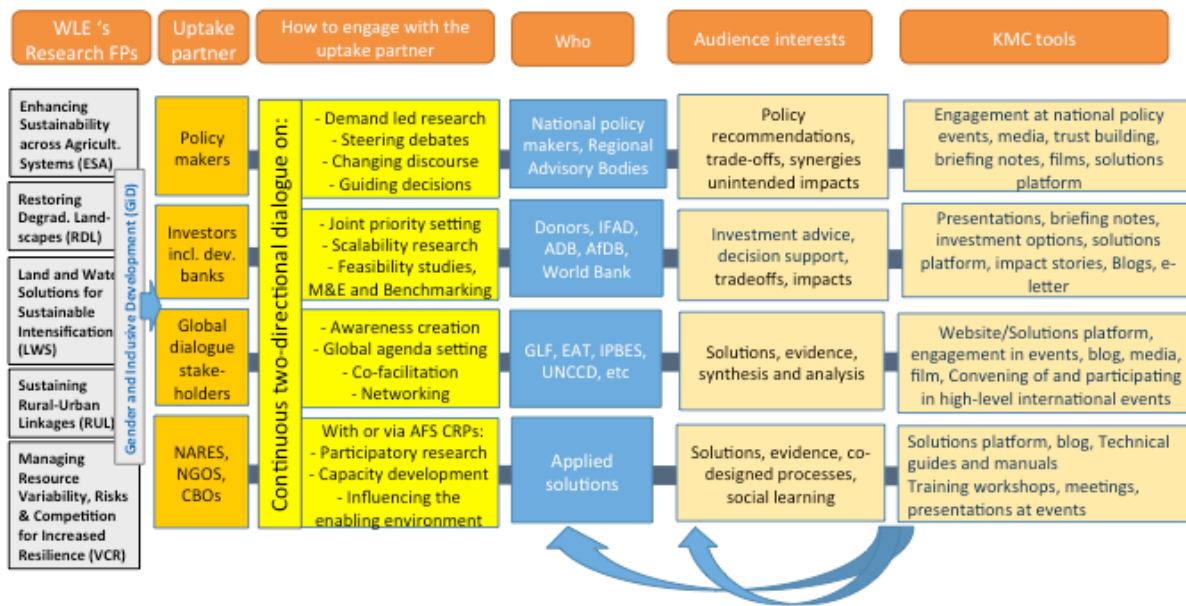 WLE 's
Research FPs
Uptake
partner
How to engage with the
uptake partner
Who
Audience interests
KMC tools
Enhancing
Sustainability
across Agricult.
Systems (ESA)
Restoring
Degrad. Land-
scapes (RDL)
Land and Wate
Solutions for
Sustainable
Intensification
(LWS)
Sustaining
Rural-Urban
Linkages (RUL)
Managing
Resource
Variability, Risks
& Competition
for Increased
Resilience (VCR)
Gender and Inclusive Development (GID)
Continuous two-directional dialogue on:
Policy
makers
- Demand led research
- Steering debates
- Changing discourse
- Guiding decisions
National policy
makers, Regional
Advisory Bodies
Policy
recommendations,
trade-offs, synergies
unintended impacts
Engagement at national policy
events, media, trust building,
briefing notes, films, solutions
platform
Investors
incl. dev.
banks
- Joint priority setting
- Scalability research
- Feasibility studies,
M&E and Benchmarking
Donors, IFAD,
ADB, AfDB,
World Bank
Investment advice,
decision support,
tradeoffs, impacts
Presentations, briefing notes,
investment options, solutions
platform, impact stories, Blogs, e-
letter
Global
dialogue
stake-
holders
- Awareness creation
- Global agenda setting
- Co-facilitation
- Networking
GLF, EAT, IPBES,
UNCCD, etc
Solutions, evidence,
synthesis and analysis
Website/Solutions platform,
engagement in events, blog, media,
film, Convening of and participating
in high-level international events
NARES,
NGOS,
CBOs
With or via AFS CRPs:
- Participatory research
- Capacity development
- Influencing the
enabling environment
Applied
solutions
Solutions, evidence, co-
designed processes,
social learning
Solutions platform, blog, Technical
guides and manuals
Training workshops, meetings,
presentations at events